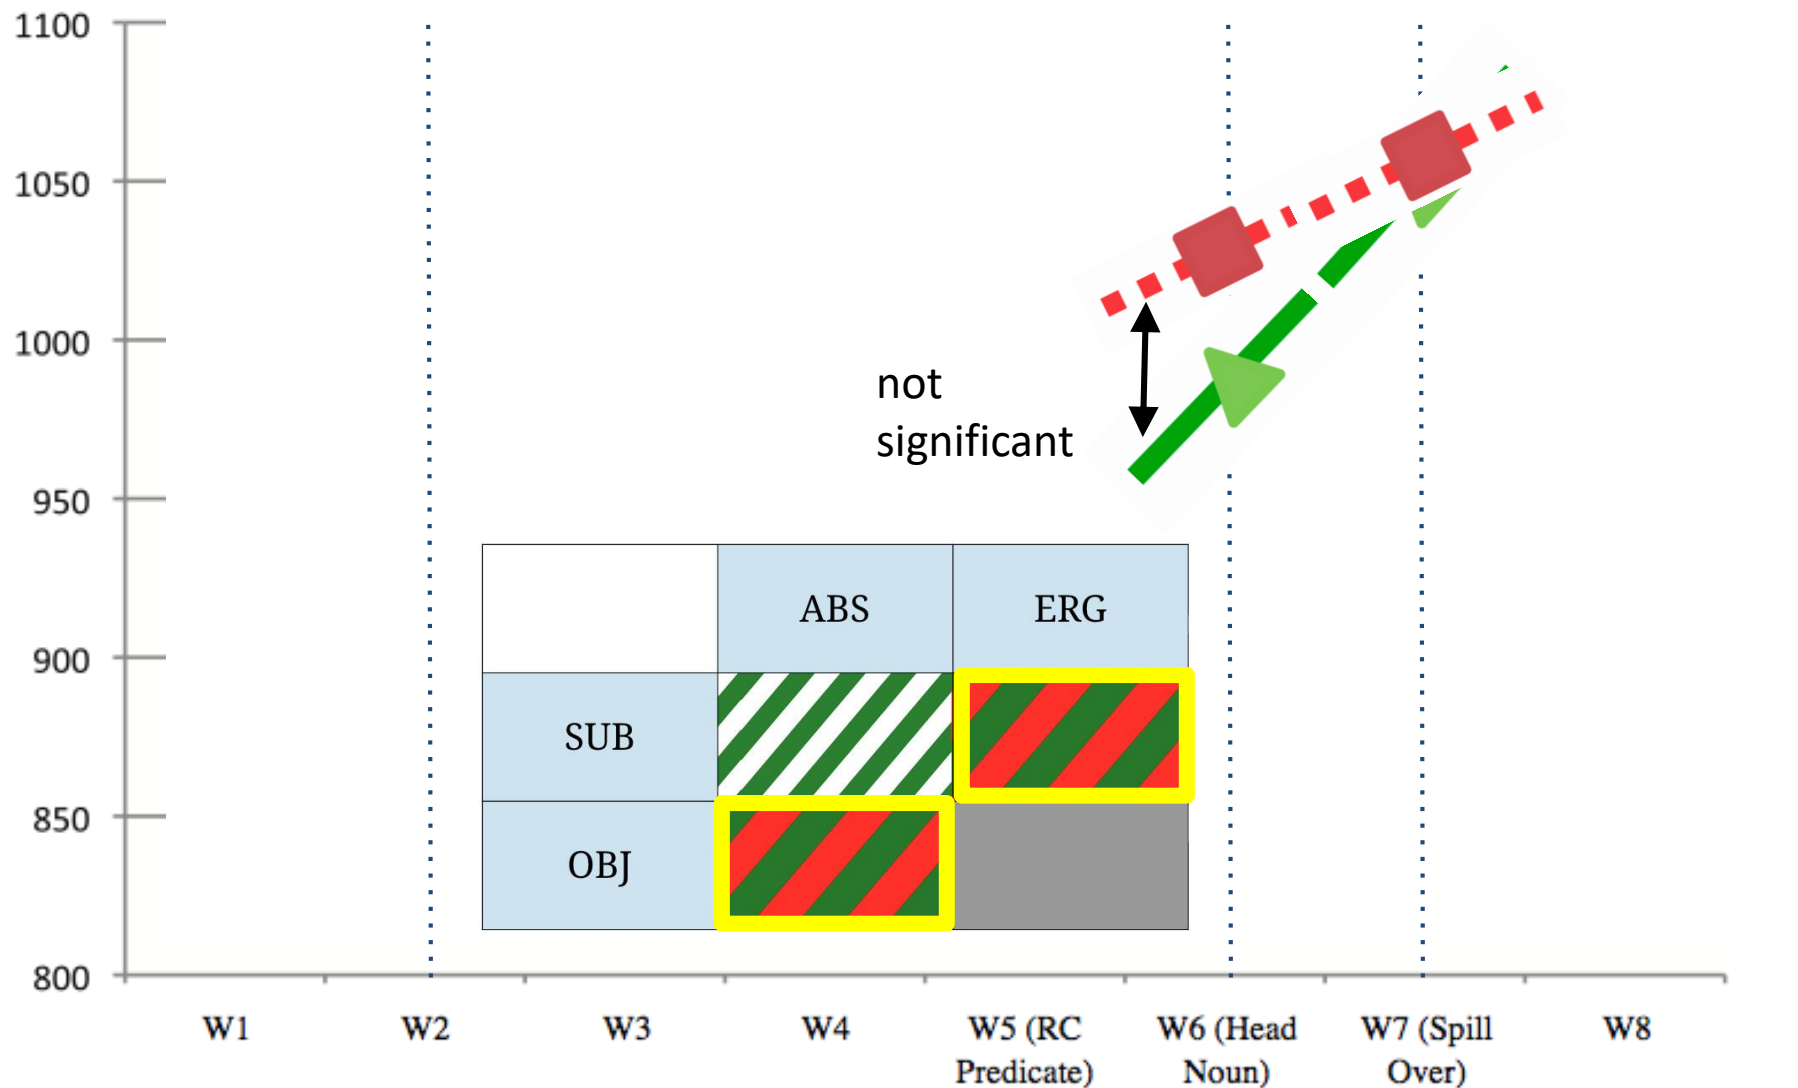 1100
1050
1000
950
900
850
800
not
significant
ABS ERG
SUB
OBJ
W1 W2 W3 W4 W5 (RC W6 (Head W7 (Spill W8
Predicate) Noun) Over)